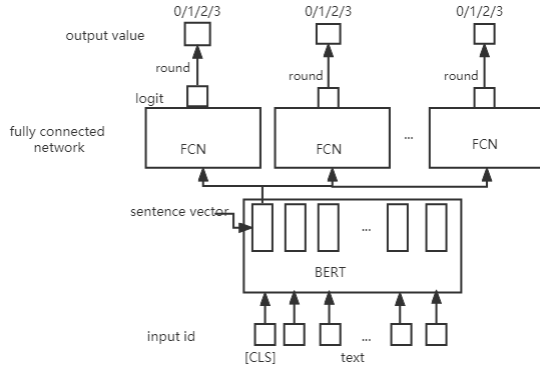 0/1/2/3 0/1/2/3 0/1/2/3
output value
round round round
logit
fully connected
network
FCN FCN ... FCN
sentence vector
...
BERT
input id ...
[CLS] text